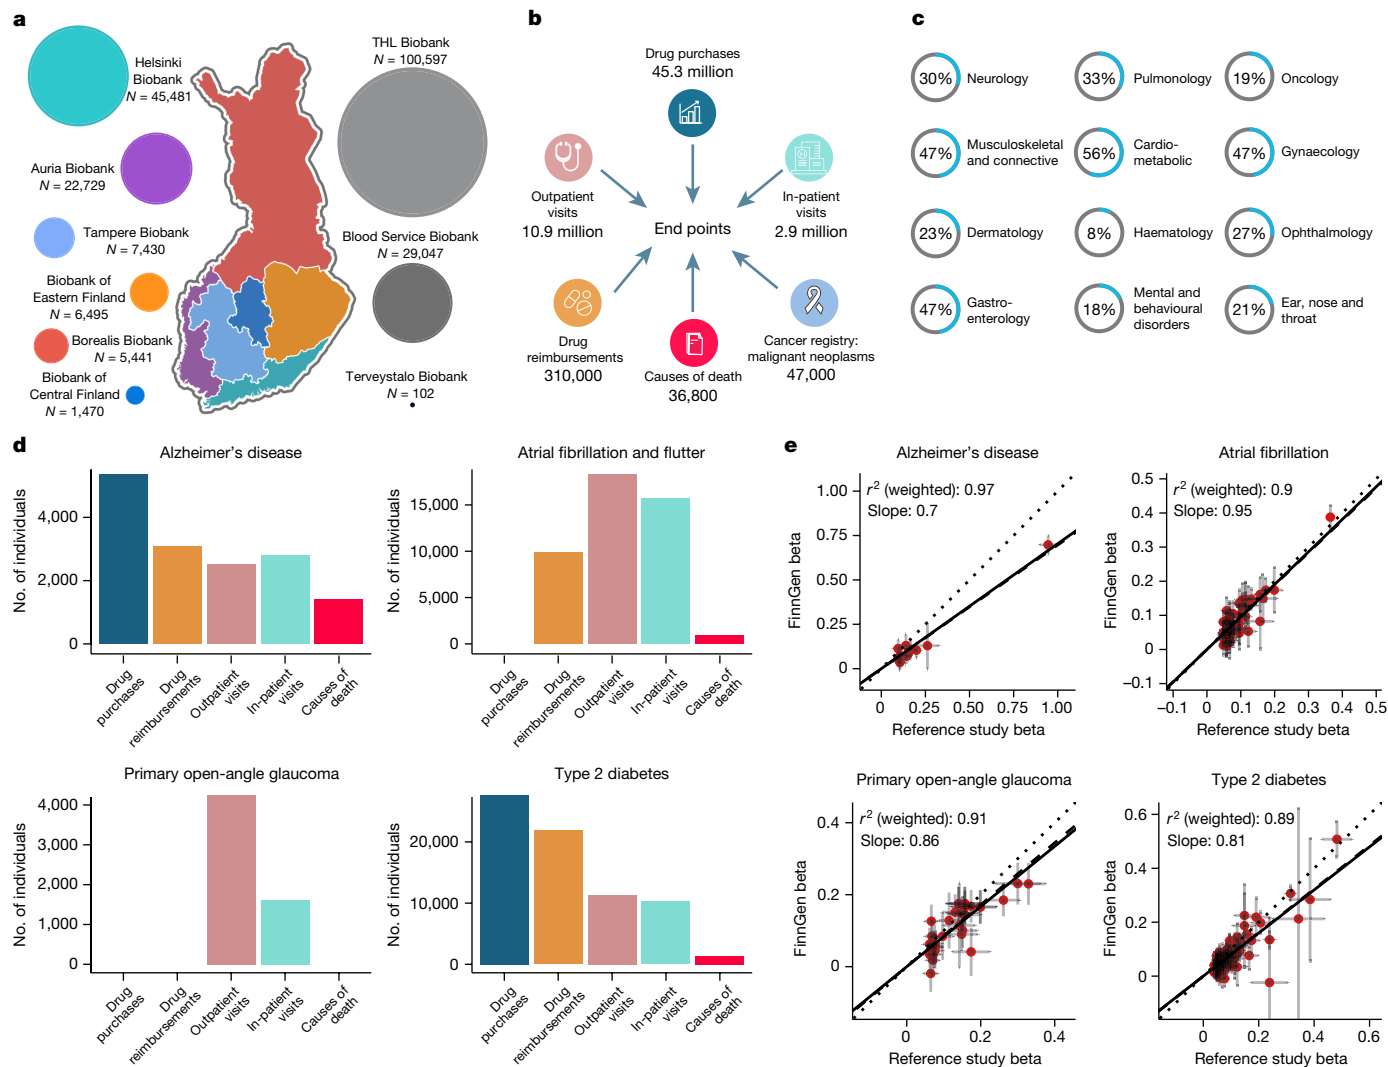 a
Helsinki
Biobank
N = 45,481
THL Biobank
N = 100,597
Auria Biobank
N = 22,729
Tampere Biobank
N = 7,430
Blood Service Biobank
N = 29,047
Biobank of
Eastern Finland
N = 6,495
Borealis Biobank
N = 5,441
Biobank of
Central Finland
N = 1,470
Terveystalo Biobank
N = 102
b
Drug purchases
45.3 million
Outpatient
visits
10.9 million
In-patient
visits
2.9 million
End points
Drug
reimbursements
310,000
Causes of death
36,800
Cancer registry:
malignant neoplasms
47,000
c
30% Neurology
33% Pulmonology
19% Oncology
47% Musculoskeletal
and connective
56% Cardio-
metabolic
47% Gynaecology
23% Dermatology
8% Haematology
27% Ophthalmology
47% Gastro-
enterology
18% Mental and
behavioural
disorders
21% Ear, nose and
throat
d
Alzheimer's disease
No. of individuals
4,000
2,000
0
Drug
purchases
Drug
reimbursements
Outpatient
visits
In-patient
visits
Causes of
death
Atrial fibrillation and flutter
No. of individuals
15,000
10,000
5,000
0
Drug
purchases
Drug
reimbursements
Outpatient
visits
In-patient
visits
Causes of
death
Primary open-angle glaucoma
No. of individuals
4,000
3,000
2,000
1,000
0
Drug
purchases
Drug
reimbursements
Outpatient
visits
In-patient
visits
Causes of
death
Type 2 diabetes
No. of individuals
20,000
10,000
0
Drug
purchases
Drug
reimbursements
Outpatient
visits
In-patient
visits
Causes of
death
e
Alzheimer's disease
r² (weighted): 0.97
Slope: 0.7
FinnGen beta
1.00
0.75
0.50
0.25
0
0 0.25 0.50 0.75 1.00
Reference study beta
Atrial fibrillation
r² (weighted): 0.9
Slope: 0.95
FinnGen beta
0.5
0.4
0.3
0.2
0.1
0
–0.1
–0.1 0 0.1 0.2 0.3 0.4 0.5
Reference study beta
Primary open-angle glaucoma
r² (weighted): 0.91
Slope: 0.86
FinnGen beta
0.4
0.2
0
0 0.2 0.4
Reference study beta
Type 2 diabetes
r² (weighted): 0.89
Slope: 0.81
FinnGen beta
0.6
0.4
0.2
0
0 0.2 0.4 0.6
Reference study beta